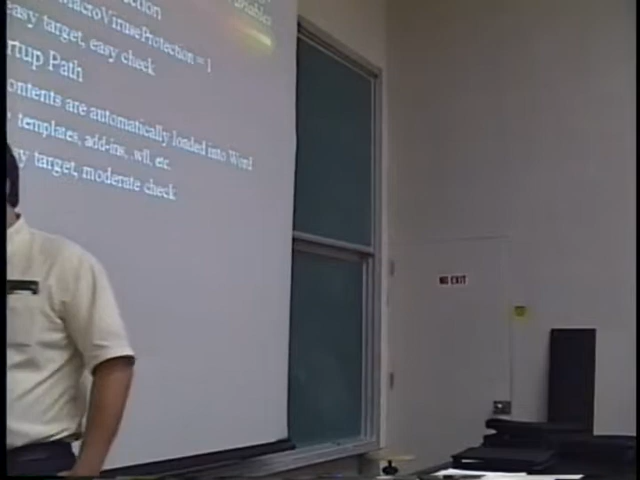 MacroVirusProtection = 1
easy target, easy check
rtup Path
ontents are automatically loaded into Word
templates, add-ins, .wll, etc.
sy target, moderate check
NO EXIT